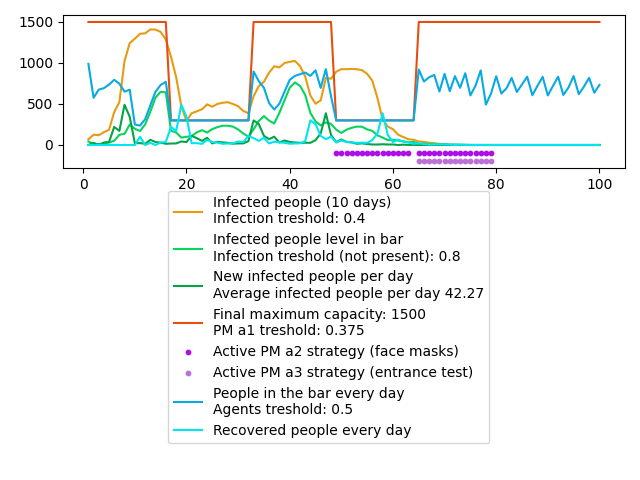 1500
1000
500
0
0
20
40
60
80
100
Infected people (10 days)
Infection treshold: 0.4
Infected people level in bar
Infection treshold (not present): 0.8
New infected people per day
Average infected people per day 42.27
Final maximum capacity: 1500
PM a1 treshold: 0.375
Active PM a2 strategy (face masks)
Active PM a3 strategy (entrance test)
People in the bar every day
Agents treshold: 0.5
Recovered people every day